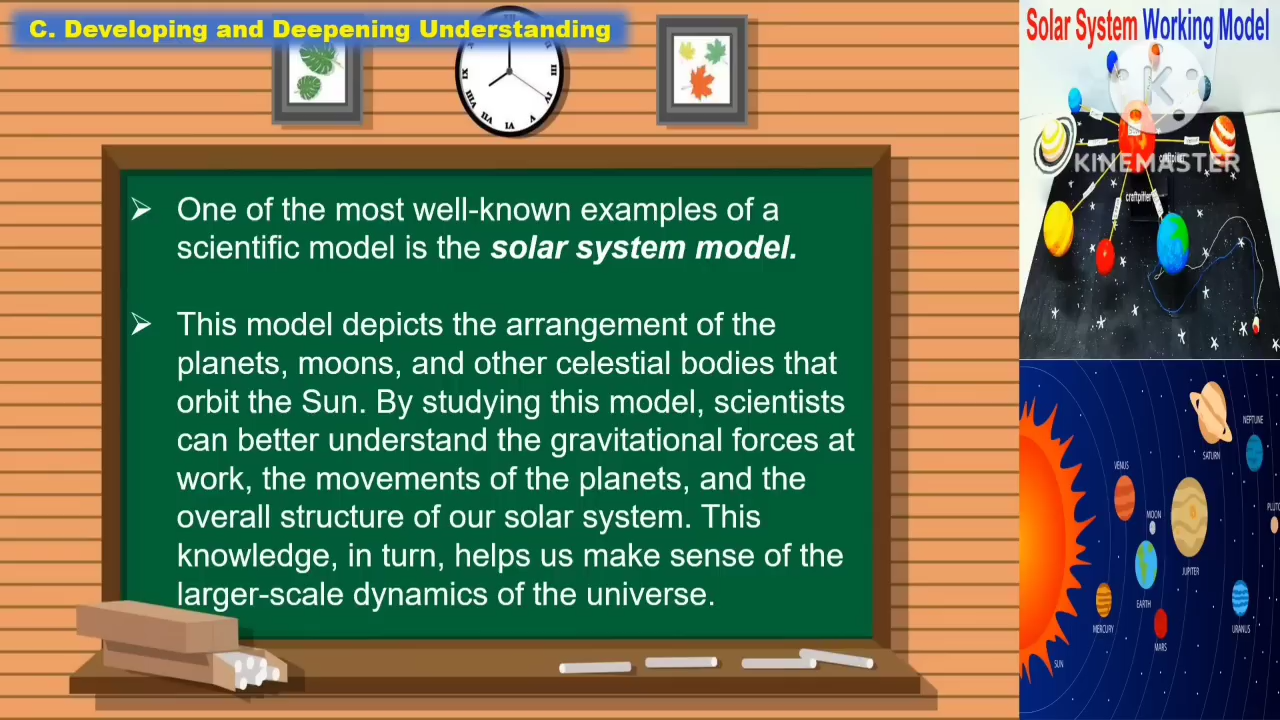 C. Developing and Deepening Understanding
One of the most well-known examples of a
scientific model is the solar system model.
This model depicts the arrangement of the
planets, moons, and other celestial bodies that
orbit the Sun. By studying this model, scientists
can better understand the gravitational forces at
work, the movements of the planets, and the
overall structure of our solar system. This
knowledge, in turn, helps us make sense of the
larger-scale dynamics of the universe.
Solar System Working Model
K
KINEMASTER
craftpiller
craftpiller
SATURN
NEPTUNE
VENUS
MOON
JUPITER
EARTH
MERCURY
URANUS
MARS
SUN